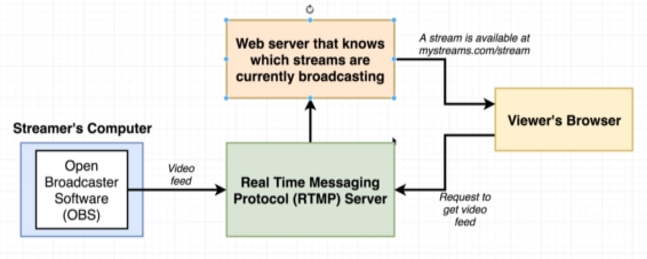 Web server that knows
which streams are
currently broadcasting
A stream is available at
mystreams.com/stream
Viewer's Browser
Streamer's Computer
Open
Broadcaster
Software
(OBS)
Video
feed
Real Time Messaging
Protocol (RTMP) Server
Request to
get video
feed